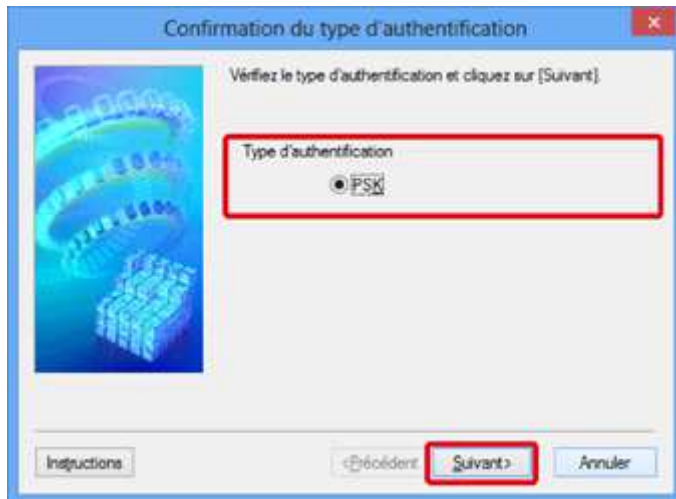 Confirmation du type d'authentification
Vérifiez le type d'authentification et cliquez sur [Suivant].
Type d'authentification
PSK
Instructions
<Précédent
Suivant>
Annuler